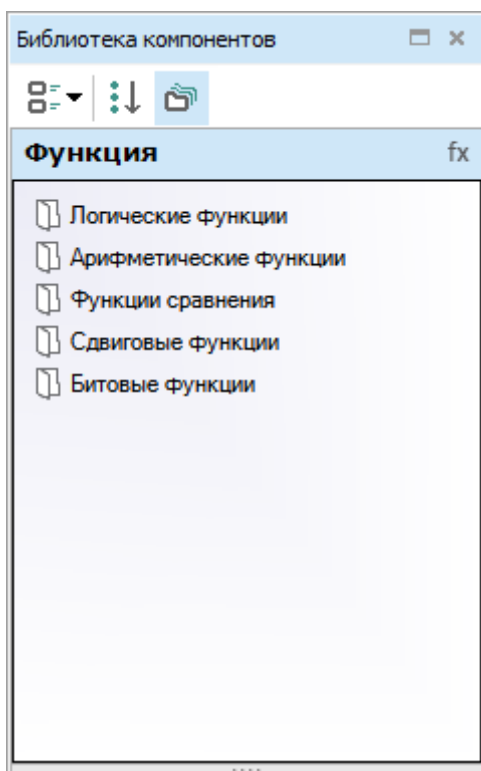 Библиотека компонентов
Функция fx
Логические функции
Арифметические функции
Функции сравнения
Сдвиговые функции
Битовые функции